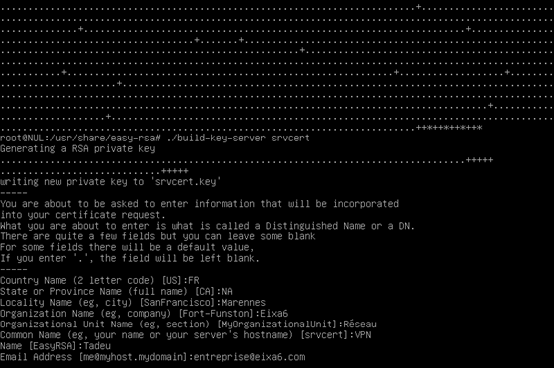 root@NUL:/usr/share/easy-rsa# ./build-key-server srvcert
Generating a RSA private key
.....+++++
.....+++++
writing new private key to 'srvcert.key'
-----
You are about to be asked to enter information that will be incorporated
into your certificate request.
What you are about to enter is what is called a Distinguished Name or a DN.
There are quite a few fields but you can leave some blank
For some fields there will be a default value,
If you enter '.', the field will be left blank.
-----
Country Name (2 letter code) [US]:FR
State or Province Name (full name) [CA]:NA
Locality Name (eg, city) [SanFrancisco]:Marennes
Organization Name (eg, company) [Fort-Funston]:Eixa6
Organizational Unit Name (eg, section) [MyOrganizationalUnit]:Réseau
Common Name (eg, your name or your server's hostname) [srvcert]:VPN
Name [EasyRSA]:Tadeu
Email Address [me@myhost.mydomain]:entreprise@eixa6.com